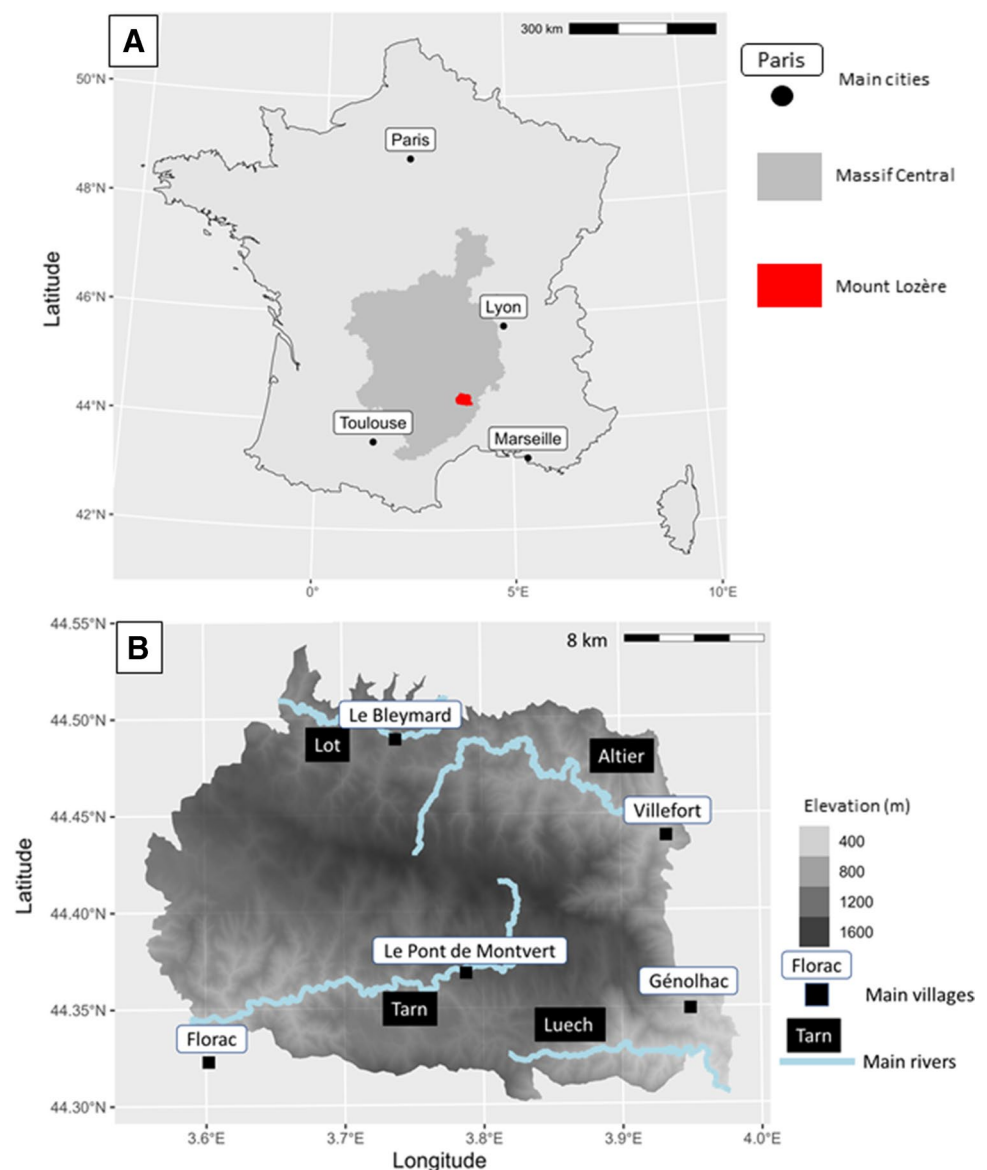 A
300 km
Paris
Main cities
50°N
Paris
48°N
Massif Central
Latitude
46°N
Mount Lozère
Lyon
44°N
Toulouse
Marseille
42°N
0°
5°E
10°E
B
8 km
44.55°N
44.50°N
Le Bleymard
Lot
Altier
44.45°N
Villefort
Elevation (m)
400
800
1200
1600
Latitude
44.40°N
Le Pont de Montvert
Génolhac
Florac
Main villages
44.35°N
Tarn
Luech
Tarn
Florac
Main rivers
44.30°N
3.6°E
3.7°E
3.8°E
3.9°E
4.0°E
Longitude